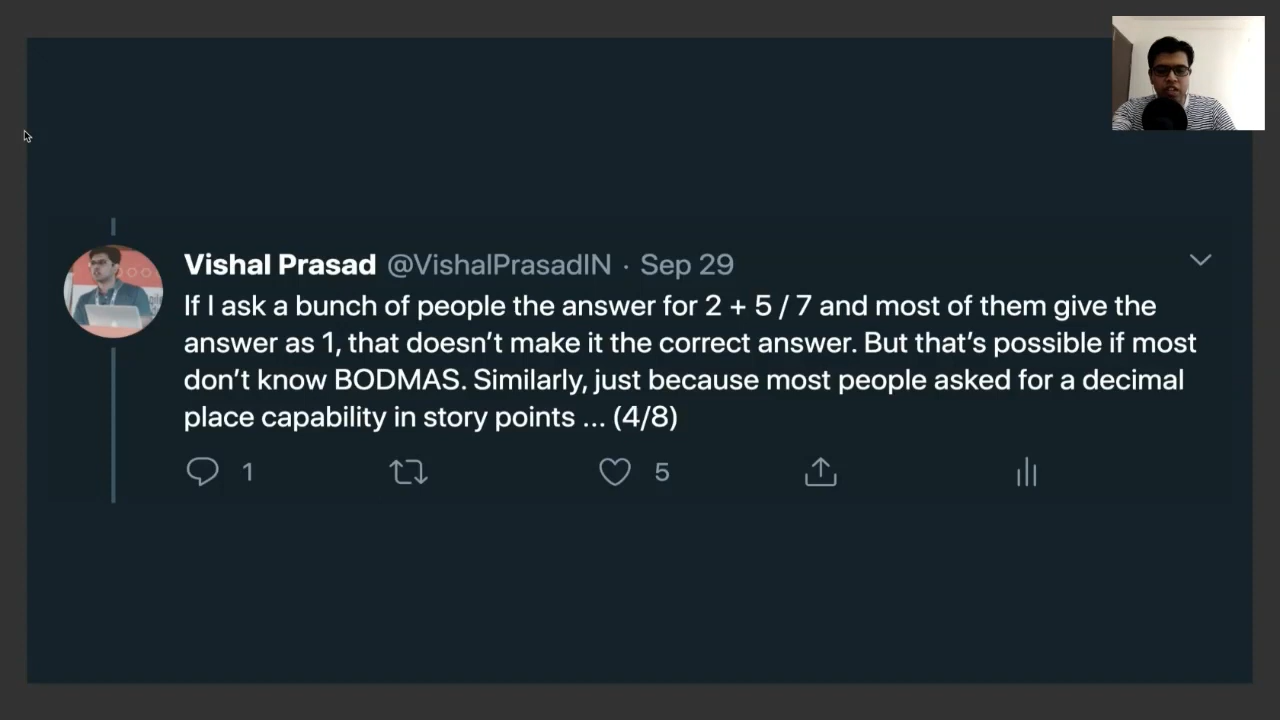 Vishal Prasad @VishalPrasadIN · Sep 29
If I ask a bunch of people the answer for 2 + 5 / 7 and most of them give the
answer as 1, that doesn’t make it the correct answer. But that’s possible if most
don’t know BODMAS. Similarly, just because most people asked for a decimal
place capability in story points ... (4/8)
1 5